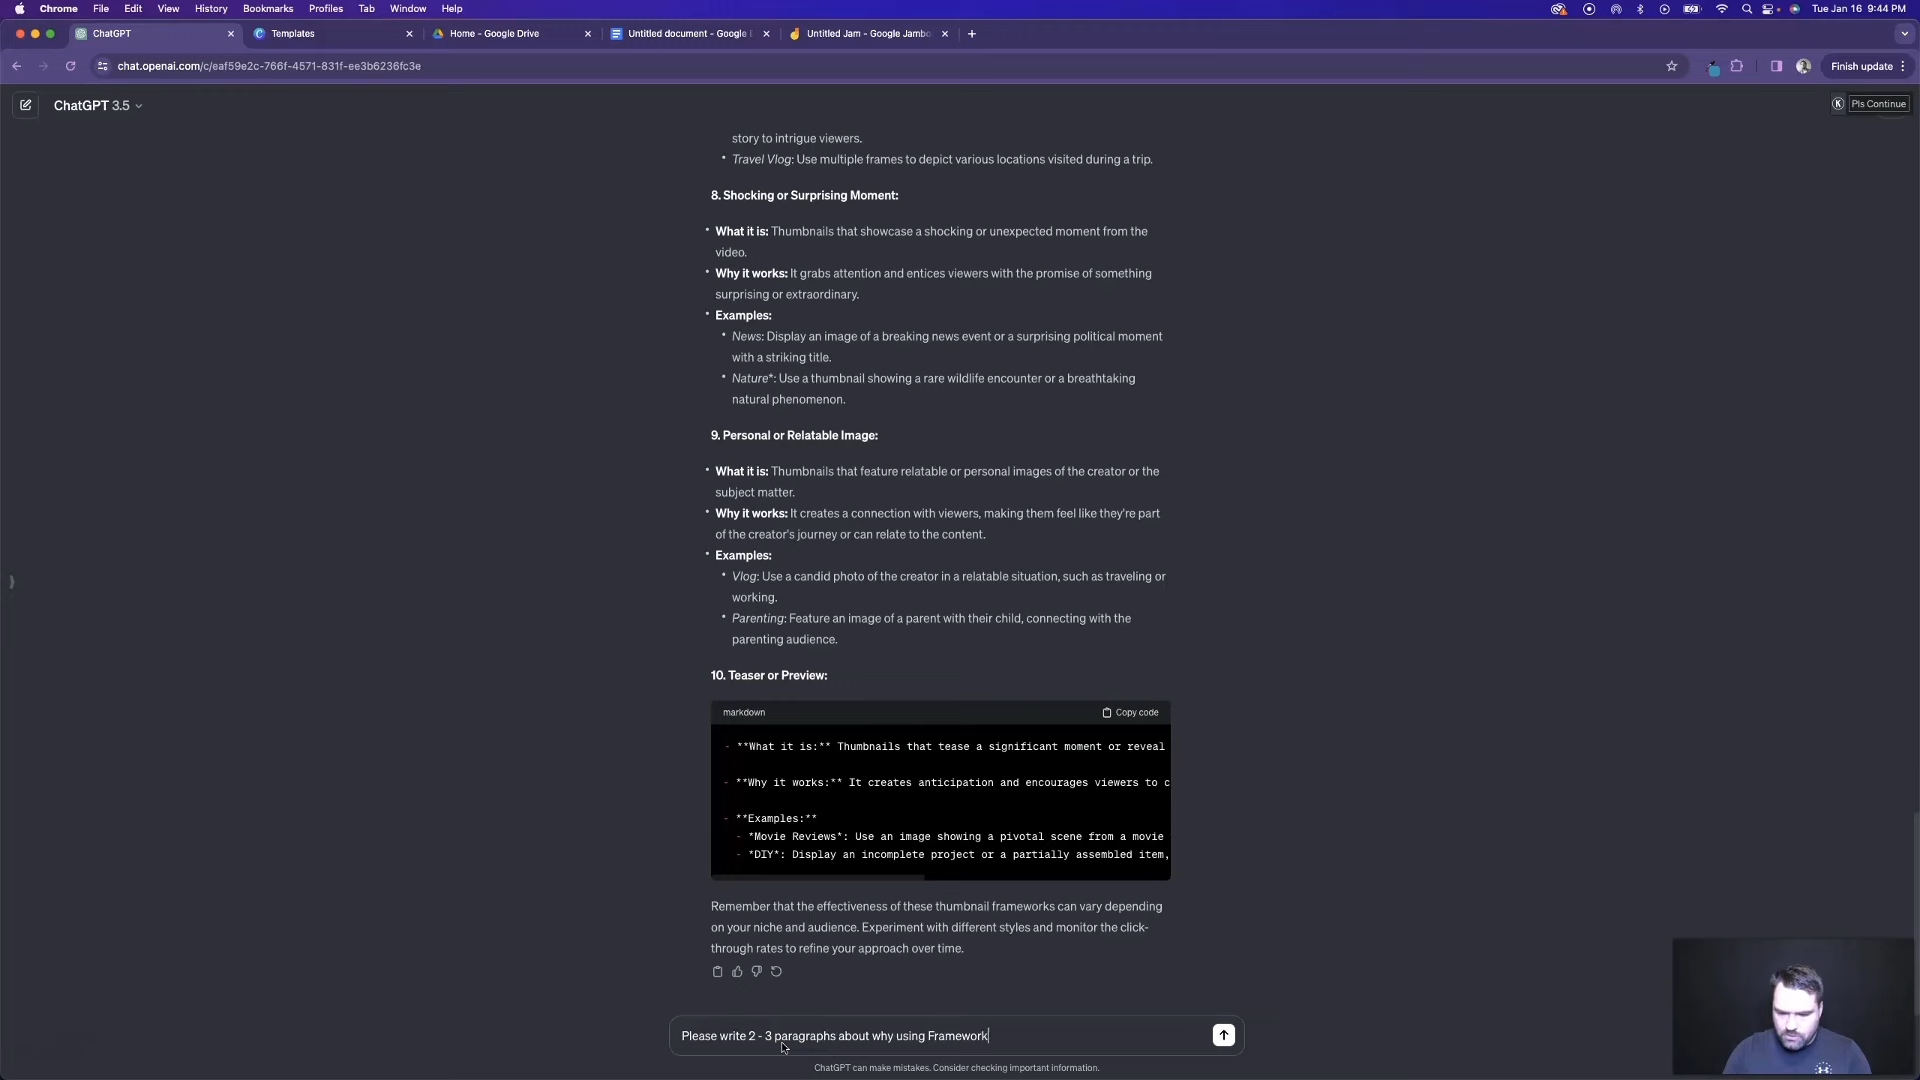 Chrome File Edit View History Bookmarks Profiles Tab Window Help Tue Jan 16 9:44 PM
ChatGPT Templates Home - Google Drive Untitled document - Google Untitled Jam - Google Jambo
chat.openai.com/c/eaf59e2c-766f-4571-831f-ee3b6236fc3e Finish update
ChatGPT 3.5 K Pls Continue
story to intrigue viewers.
• Travel Vlog: Use multiple frames to depict various locations visited during a trip.
8. Shocking or Surprising Moment:
• What it is: Thumbnails that showcase a shocking or unexpected moment from the
video.
• Why it works: It grabs attention and entices viewers with the promise of something
surprising or extraordinary.
• Examples:
• News: Display an image of a breaking news event or a surprising political moment
with a striking title.
• Nature*: Use a thumbnail showing a rare wildlife encounter or a breathtaking
natural phenomenon.
9. Personal or Relatable Image:
• What it is: Thumbnails that feature relatable or personal images of the creator or the
subject matter.
• Why it works: It creates a connection with viewers, making them feel like they're part
of the creator's journey or can relate to the content.
• Examples:
• Vlog: Use a candid photo of the creator in a relatable situation, such as traveling or
working.
• Parenting: Feature an image of a parent with their child, connecting with the
parenting audience.
10. Teaser or Preview:
markdown Copy code
- **What it is:** Thumbnails that tease a significant moment or reveal
- **Why it works:** It creates anticipation and encourages viewers to c
- **Examples:**
- *Movie Reviews*: Use an image showing a pivotal scene from a movie
- *DIY*: Display an incomplete project or a partially assembled item,
Remember that the effectiveness of these thumbnail frameworks can vary depending
on your niche and audience. Experiment with different styles and monitor the click-
through rates to refine your approach over time.
Please write 2 - 3 paragraphs about why using Framework
ChatGPT can make mistakes. Consider checking important information.